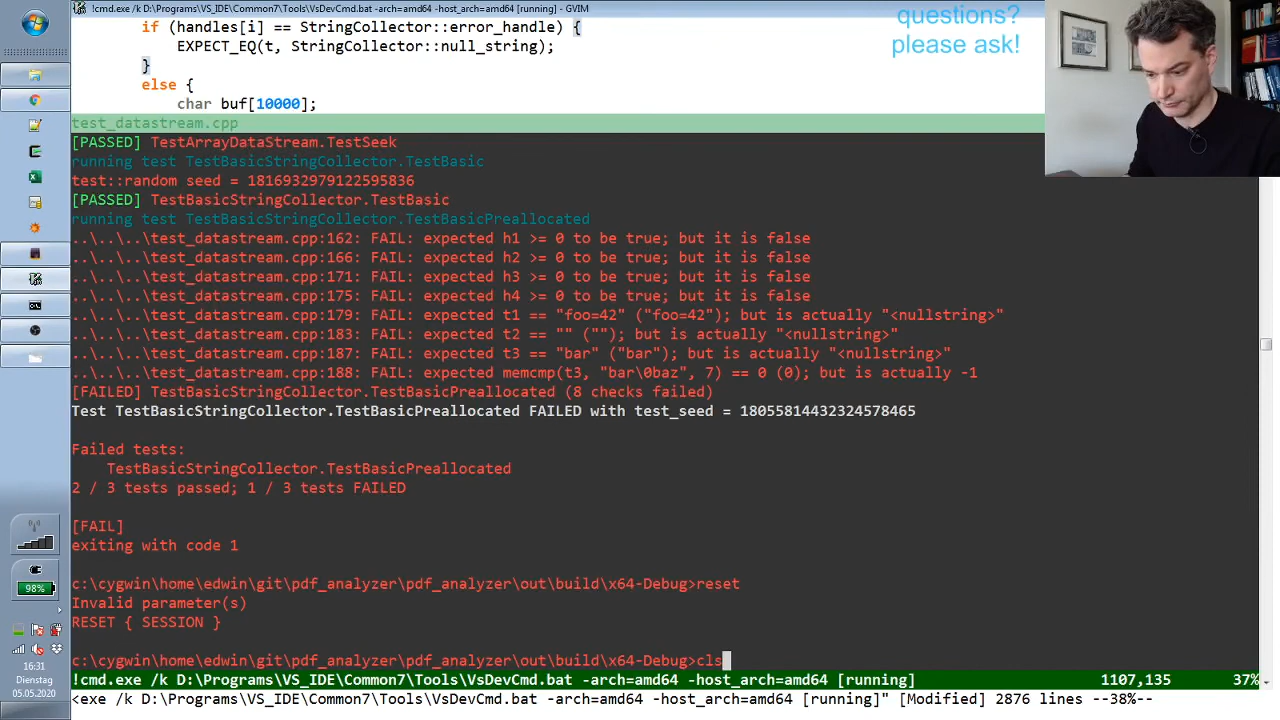 !cmd.exe /k D:\Programs\VS_IDE\Common7\Tools\VsDevCmd.bat -arch=amd64 -host_arch=amd64 [running] - GVIM
if (handles[i] == StringCollector::error_handle) {
EXPECT_EQ(t, StringCollector::null_string);
}
else {
char buf[10000];
questions?
please ask!
test_datastream.cpp
[PASSED] TestArrayDataStream.TestSeek
running test TestBasicStringCollector.TestBasic
test::random seed = 1816932979122595836
[PASSED] TestBasicStringCollector.TestBasic
running test TestBasicStringCollector.TestBasicPreallocated
..\..\..\test_datastream.cpp:162: FAIL: expected h1 >= 0 to be true; but it is false
..\..\..\test_datastream.cpp:166: FAIL: expected h2 >= 0 to be true; but it is false
..\..\..\test_datastream.cpp:171: FAIL: expected h3 >= 0 to be true; but it is false
..\..\..\test_datastream.cpp:175: FAIL: expected h4 >= 0 to be true; but it is false
..\..\..\test_datastream.cpp:179: FAIL: expected t1 == "foo=42" ("foo=42"); but is actually "<nullstring>"
..\..\..\test_datastream.cpp:183: FAIL: expected t2 == "" (""); but is actually "<nullstring>"
..\..\..\test_datastream.cpp:187: FAIL: expected t3 == "bar" ("bar"); but is actually "<nullstring>"
..\..\..\test_datastream.cpp:188: FAIL: expected memcmp(t3, "bar\0baz", 7) == 0 (0); but is actually -1
[FAILED] TestBasicStringCollector.TestBasicPreallocated (8 checks failed)
Test TestBasicStringCollector.TestBasicPreallocated FAILED with test_seed = 18055814432324578465
Failed tests:
TestBasicStringCollector.TestBasicPreallocated
2 / 3 tests passed; 1 / 3 tests FAILED
[FAIL]
exiting with code 1
c:\cygwin\home\edwin\git\pdf_analyzer\pdf_analyzer\out\build\x64-Debug>reset
Invalid parameter(s)
RESET { SESSION }
c:\cygwin\home\edwin\git\pdf_analyzer\pdf_analyzer\out\build\x64-Debug>cls
!cmd.exe /k D:\Programs\VS_IDE\Common7\Tools\VsDevCmd.bat -arch=amd64 -host_arch=amd64 [running] 1107,135 37%
<exe /k D:\Programs\VS_IDE\Common7\Tools\VsDevCmd.bat -arch=amd64 -host_arch=amd64 [running]" [Modified] 2876 lines --38%--
98%
16:31
Dienstag
05.05.2020